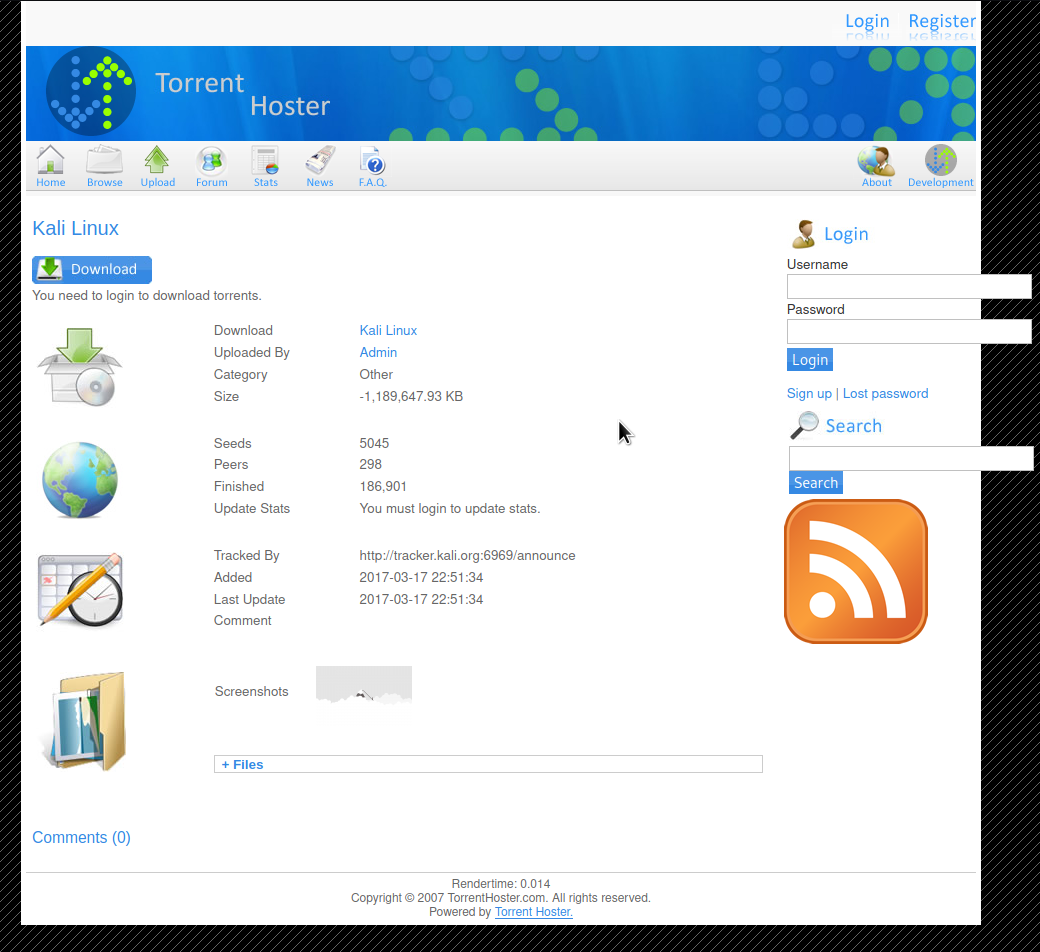 Login Register
Torrent
Hoster
Home Browse Upload Forum Stats News F.A.Q. About Development
Kali Linux
Download
You need to login to download torrents.
Download Kali Linux
Uploaded By Admin
Category Other
Size -1,189,647.93 KB
Seeds 5045
Peers 298
Finished 186,901
Update Stats You must login to update stats.
Tracked By http://tracker.kali.org:6969/announce
Added 2017-03-17 22:51:34
Last Update 2017-03-17 22:51:34
Comment
Screenshots
+ Files
Comments (0)
Login
Username
Password
Login
Sign up | Lost password
Search
Search
Rendertime: 0.014
Copyright © 2007 TorrentHoster.com. All rights reserved.
Powered by Torrent Hoster.